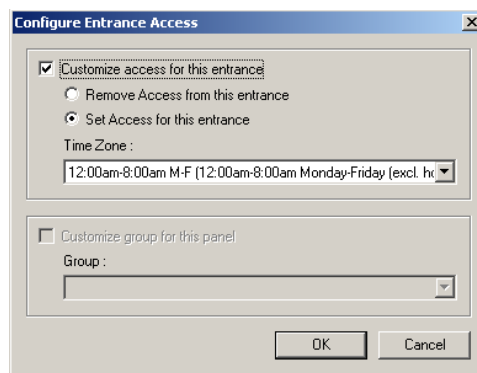 Configure Entrance Access
Customize access for this entrance
Remove Access from this entrance
Set Access for this entrance
Time Zone :
12:00am-8:00am M-F (12:00am-8:00am Monday-Friday (excl. h
Customize group for this panel
Group :
OK
Cancel